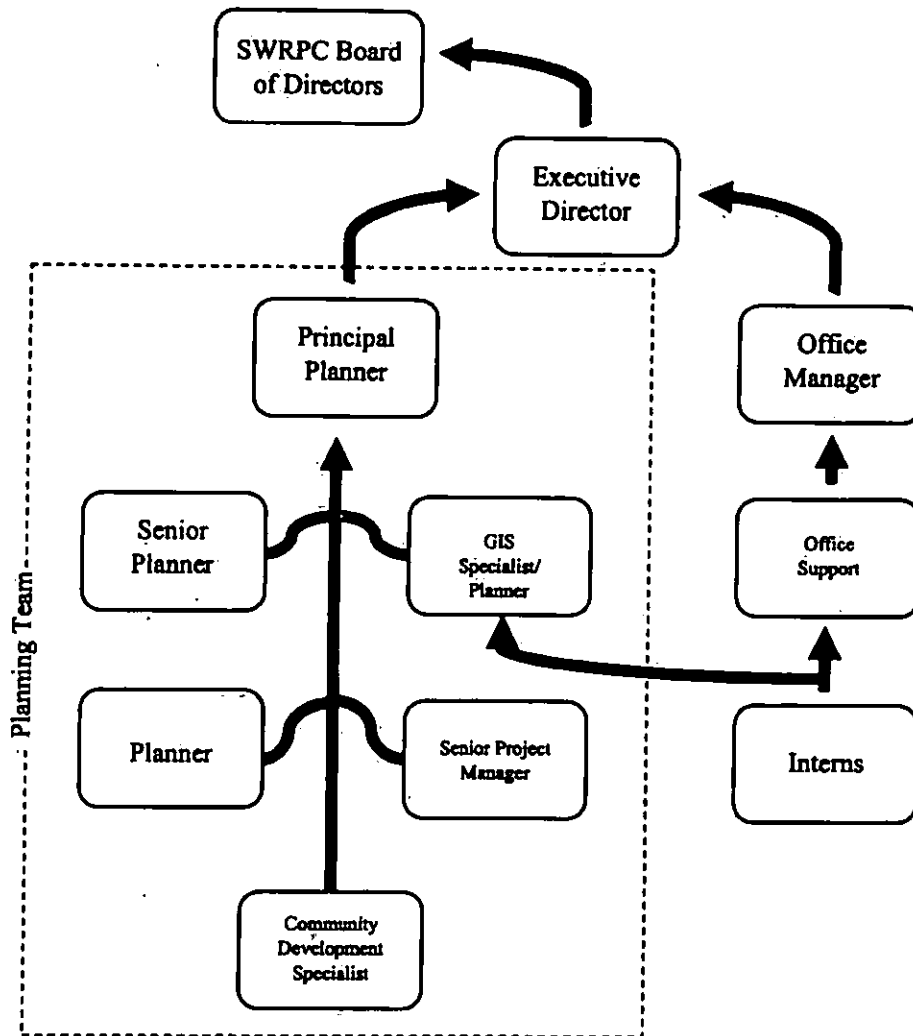 SWRPC Board
of Directors
Executive
Director
Principal
Planner
Office
Manager
Senior
Planner
GIS
Specialist/
Planner
Office
Support
Planning Team
Planner
Senior Project
Manager
Interns
Community
Development
Specialist